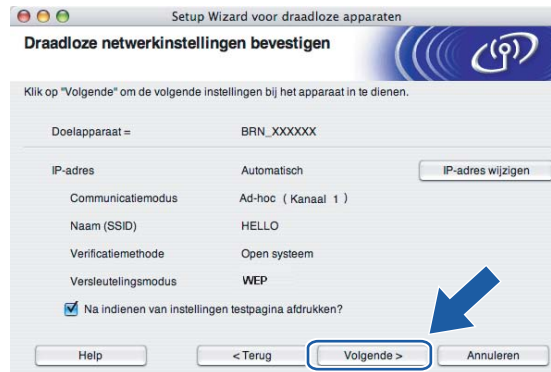 Setup Wizard voor draadloze apparaten
Draadloze netwerkinstellingen bevestigen
Klik op "Volgende" om de volgende instellingen bij het apparaat in te dienen.
Doelapparaat = BRN_XXXXXX
IP-adres Automatisch IP-adres wijzigen
Communicatiemodus Ad-hoc ( Kanaal 1 )
Naam (SSID) HELLO
Verificatiemethode Open systeem
Versleutelingsmodus WEP
Na indienen van instellingen testpagina afdrukken?
Help < Terug Volgende > Annuleren